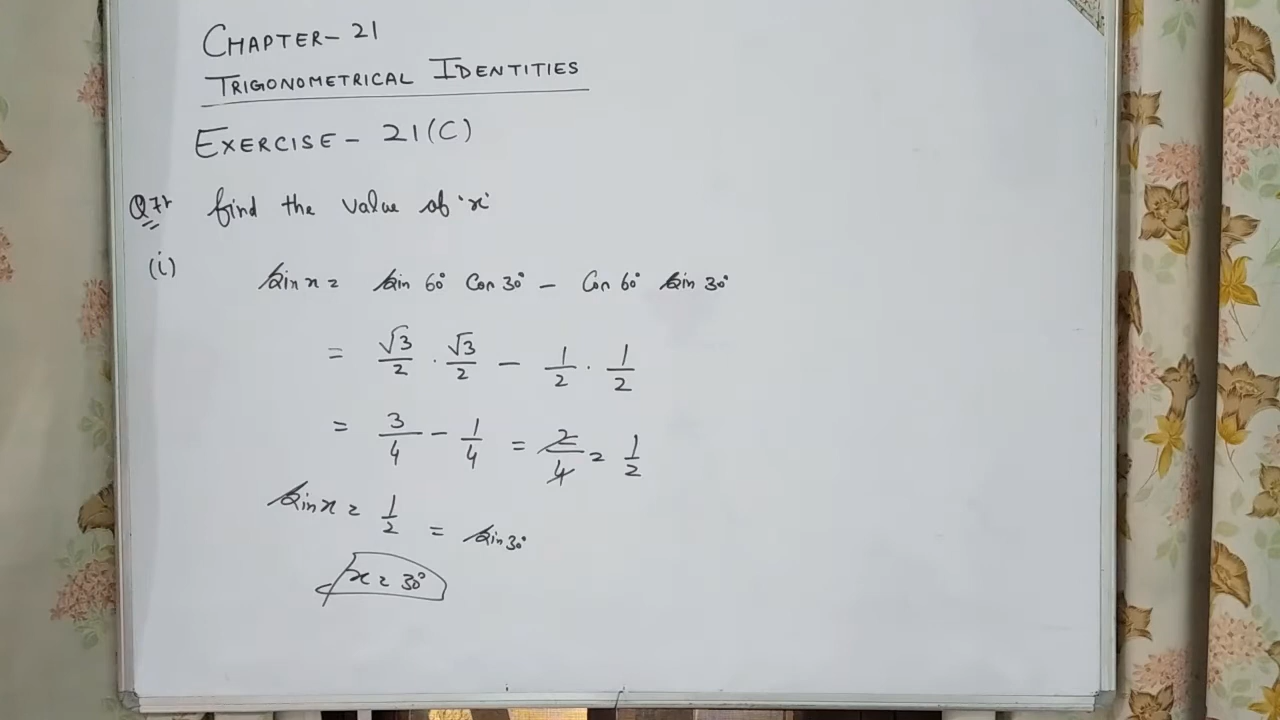 CHAPTER-21
TRIGONOMETRICAL IDENTITIES
EXERCISE-21(C)
Q7» find the value of 'x'
(i)
sin x = sin 60° cos 30° - cos 60° sin 30°
= √3/2 · √3/2 - 1/2 · 1/2
= 3/4 - 1/4 = 2/4 = 1/2
sin x = 1/2 = sin 30°
x = 30°